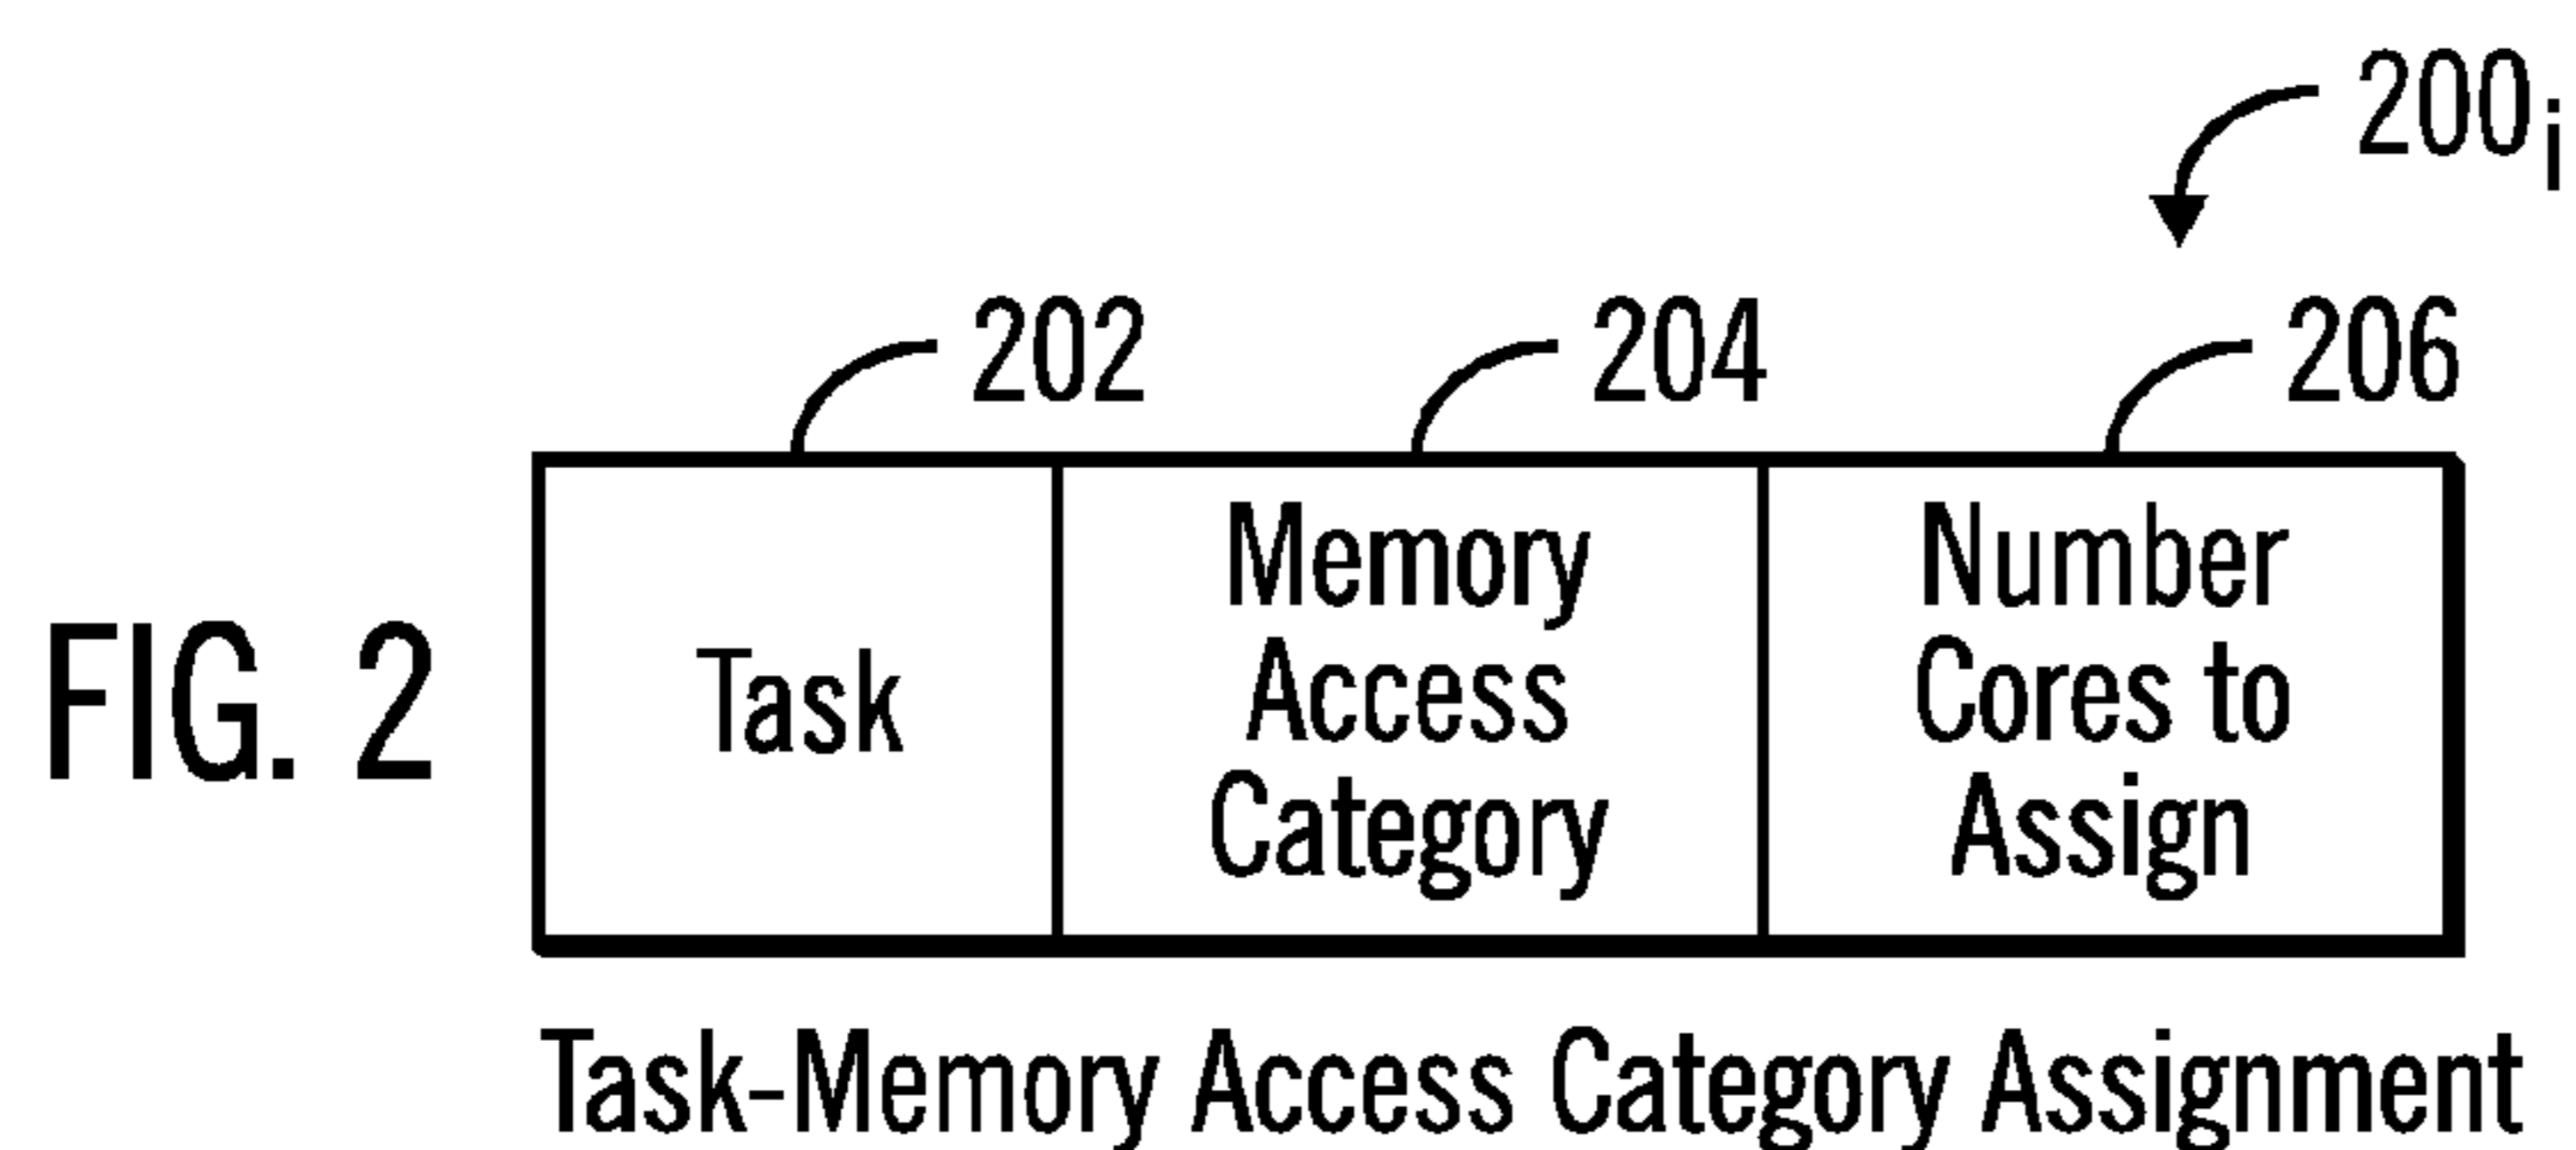 200i
202 204 206
FIG. 2
Task
Memory
Access
Category
Number
Cores to
Assign
Task-Memory Access Category Assignment